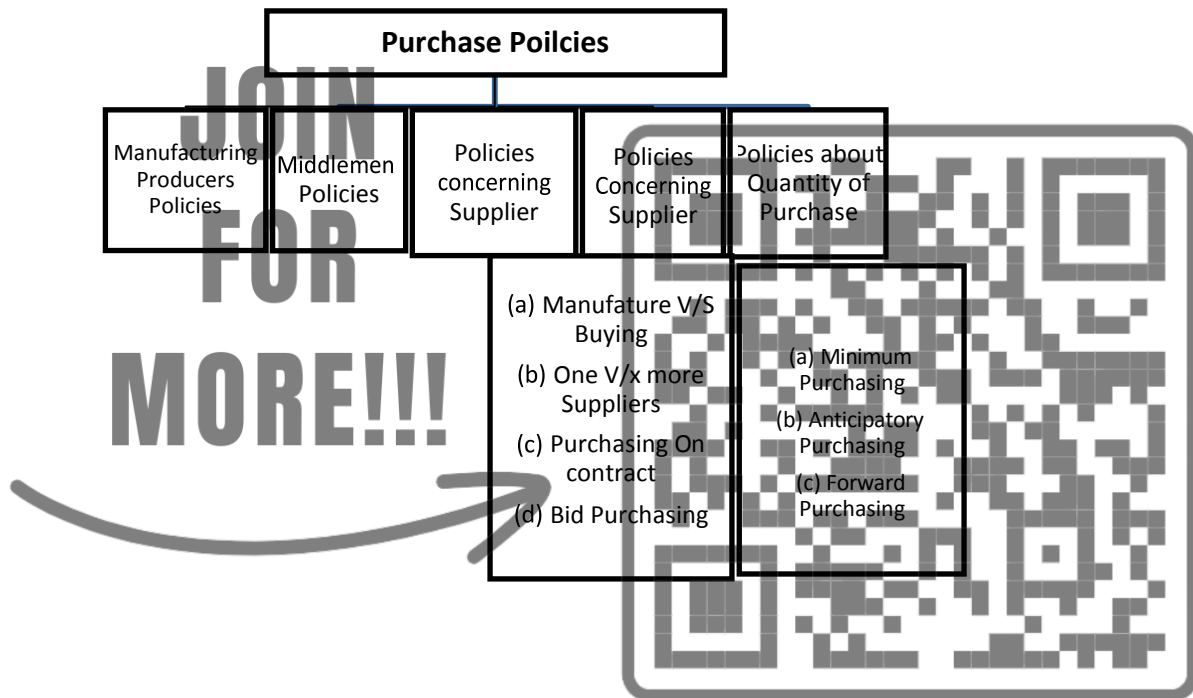 Purchase Poilcies
JOIN
FOR
MORE!!!
Manufacturing
Producers
Policies
Middlemen
Policies
Policies
concerning
Supplier
Policies
Concerning
Supplier
Policies about
Quantity of
Purchase
(a) Manufature V/S
Buying
(b) One V/x more
Suppliers
(c) Purchasing On
contract
(d) Bid Purchasing
(a) Minimum
Purchasing
(b) Anticipatory
Purchasing
(c) Forward
Purchasing